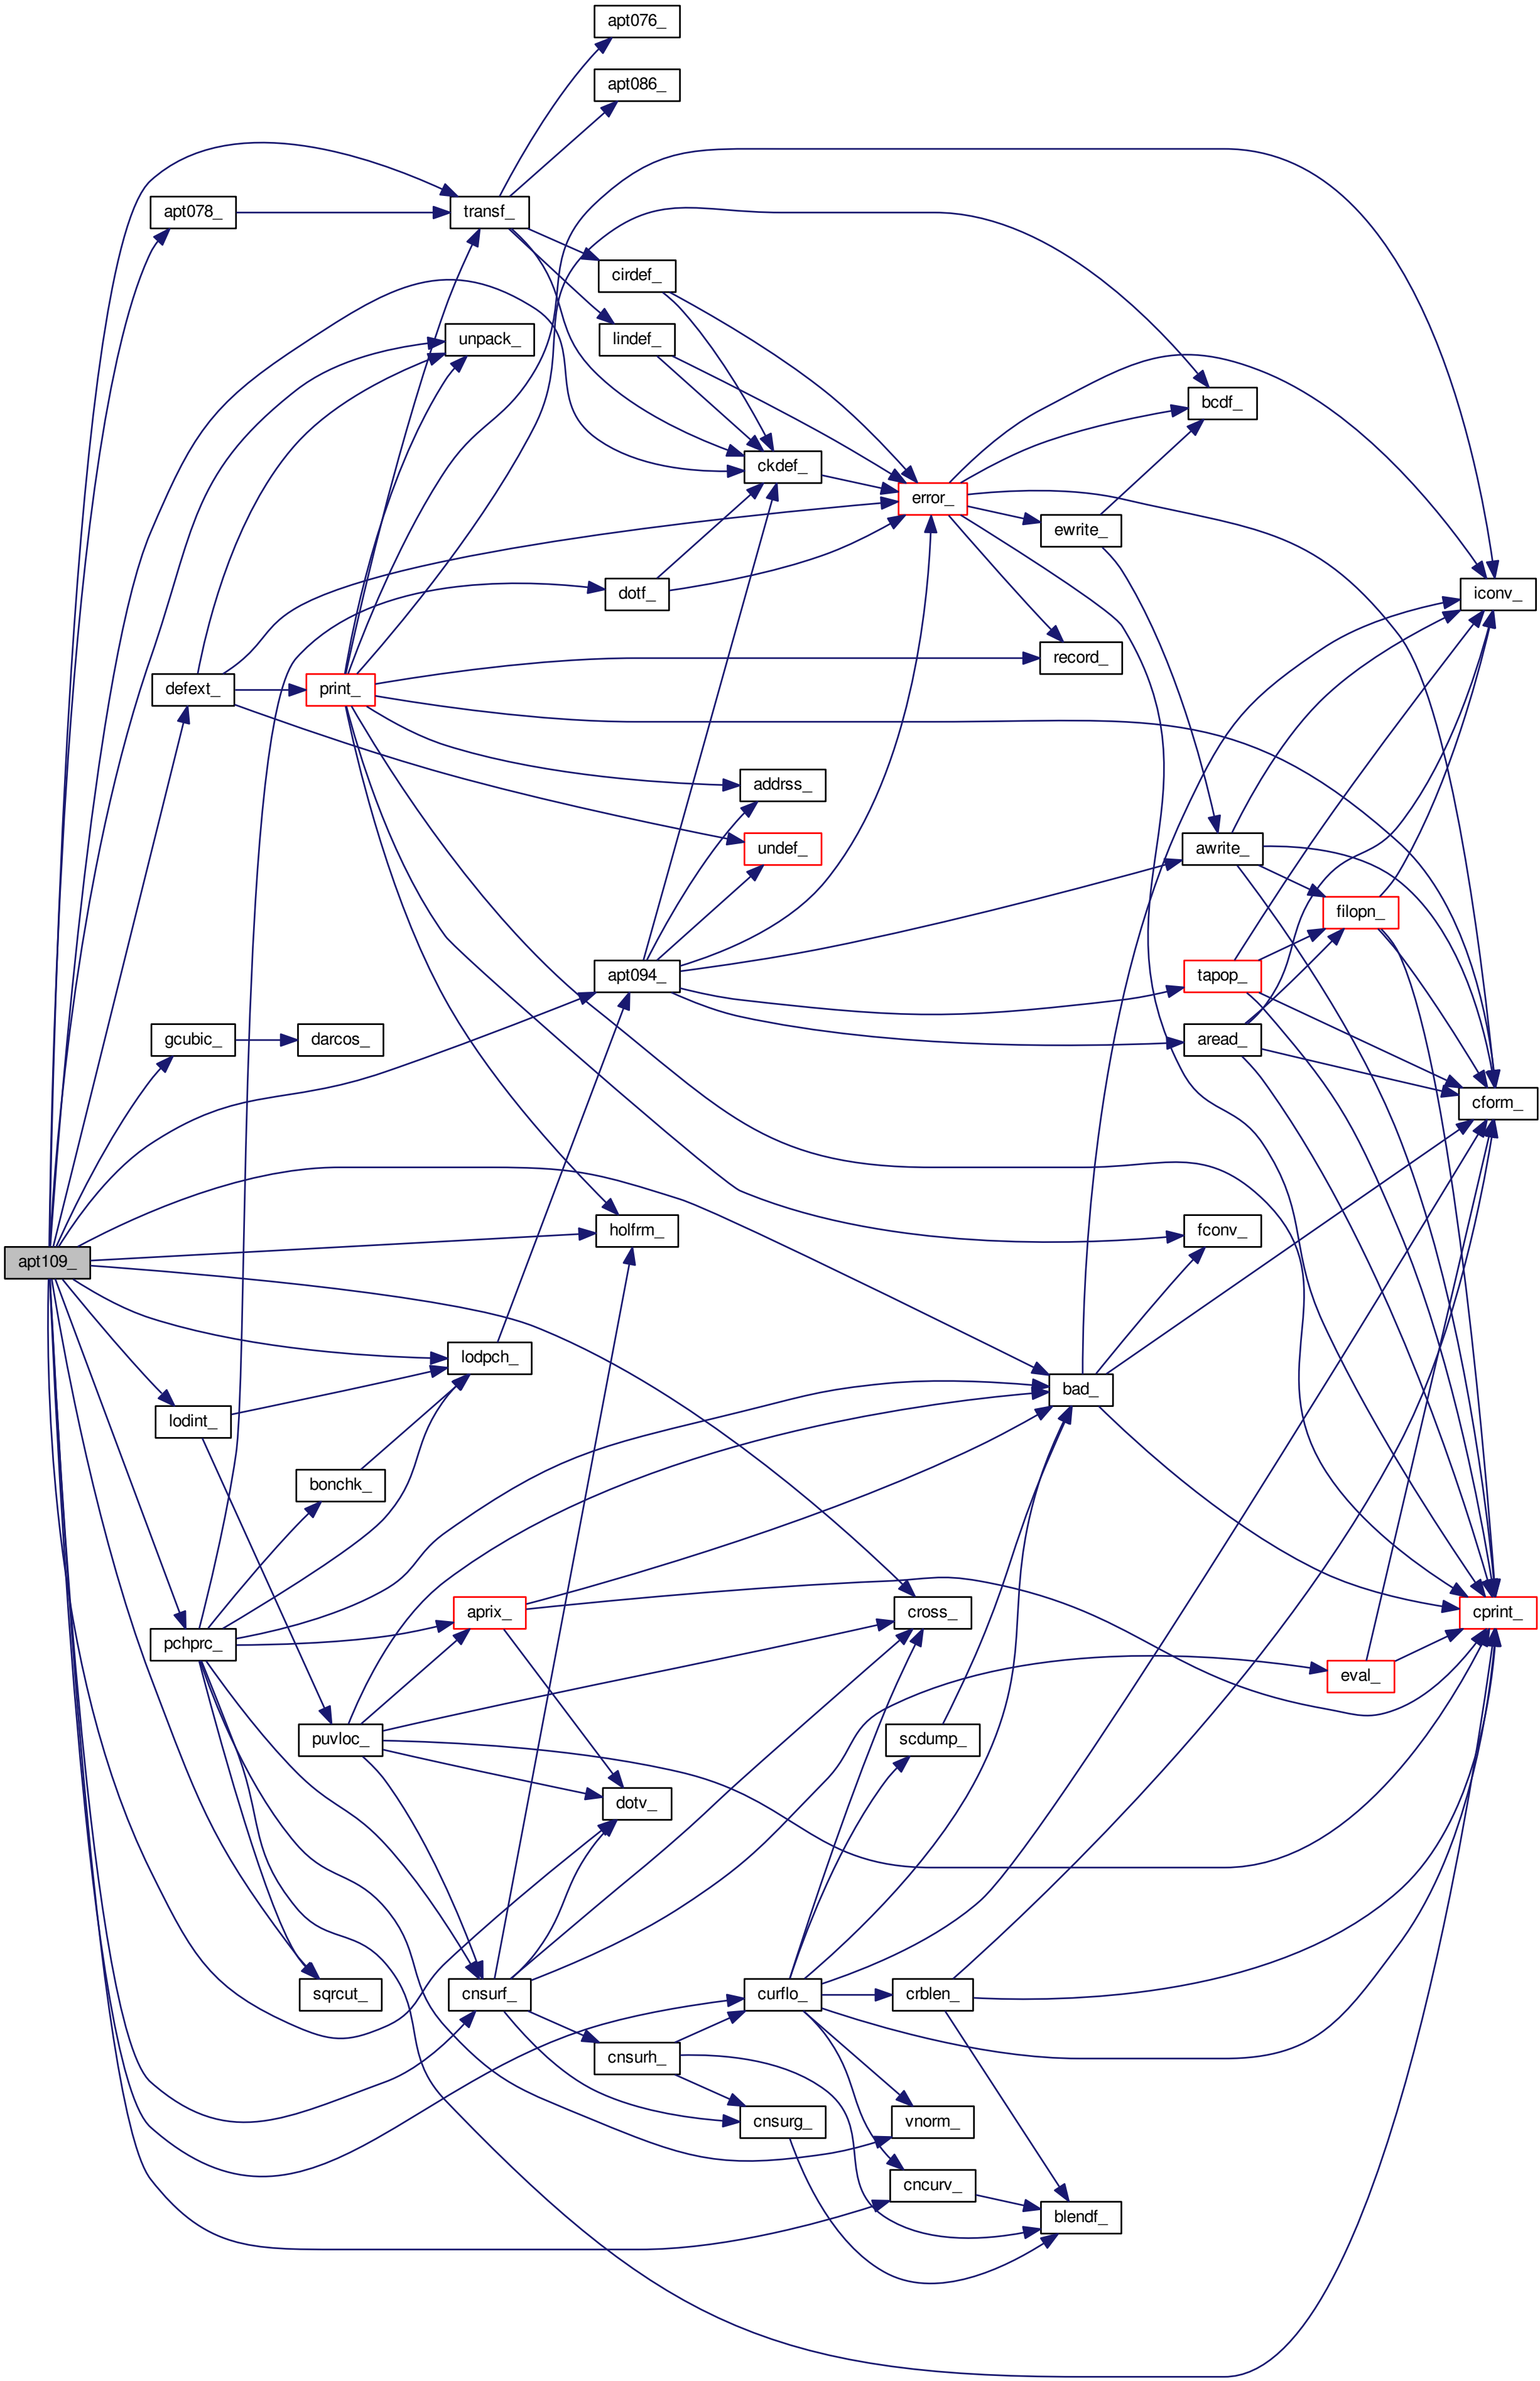 apt076_
apt086_
apt078_
transf_
cirdef_
lindef_
unpack_
bcdf_
ckdef_
error_
ewrite_
iconv_
dotf_
record_
defext_
print_
addrss_
undef_
awrite_
filopn_
apt094_
tapop_
gcubic_
darcos_
aread_
cform_
holfrm_
fconv_
apt109_
lodpch_
bad_
lodint_
bonchk_
aprix_
cross_
cprint_
pchprc_
eval_
puvloc_
scdump_
dotv_
sqrcut_
cnsurf_
curflo_
crblen_
cnsurh_
cnsurg_
vnorm_
cncurv_
blendf_